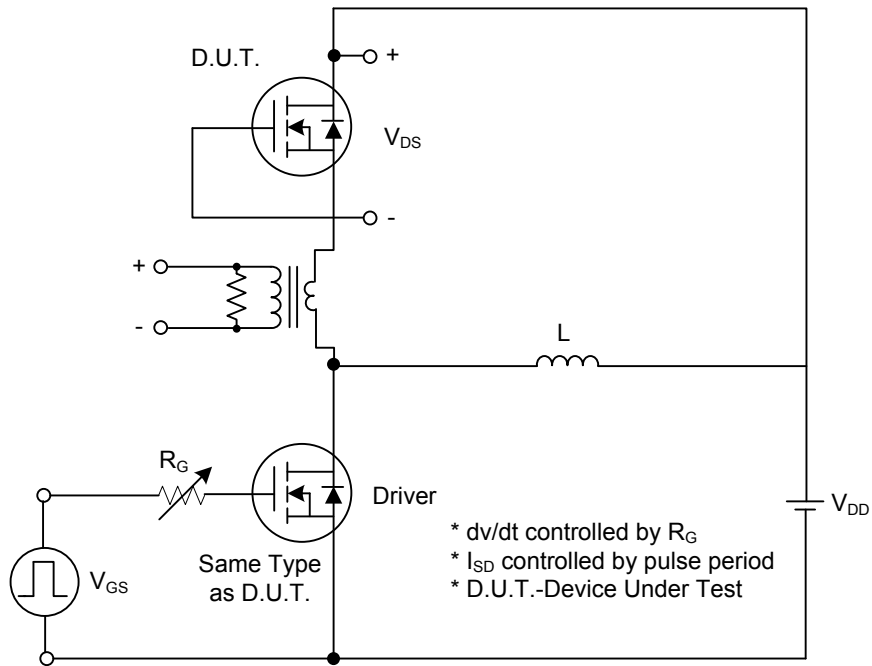 D.U.T.
+
V_DS
-
+
-
L
R_G
Driver
V_DD
V_GS
Same Type
as D.U.T.
* dv/dt controlled by R_G
* I_SD controlled by pulse period
* D.U.T.-Device Under Test